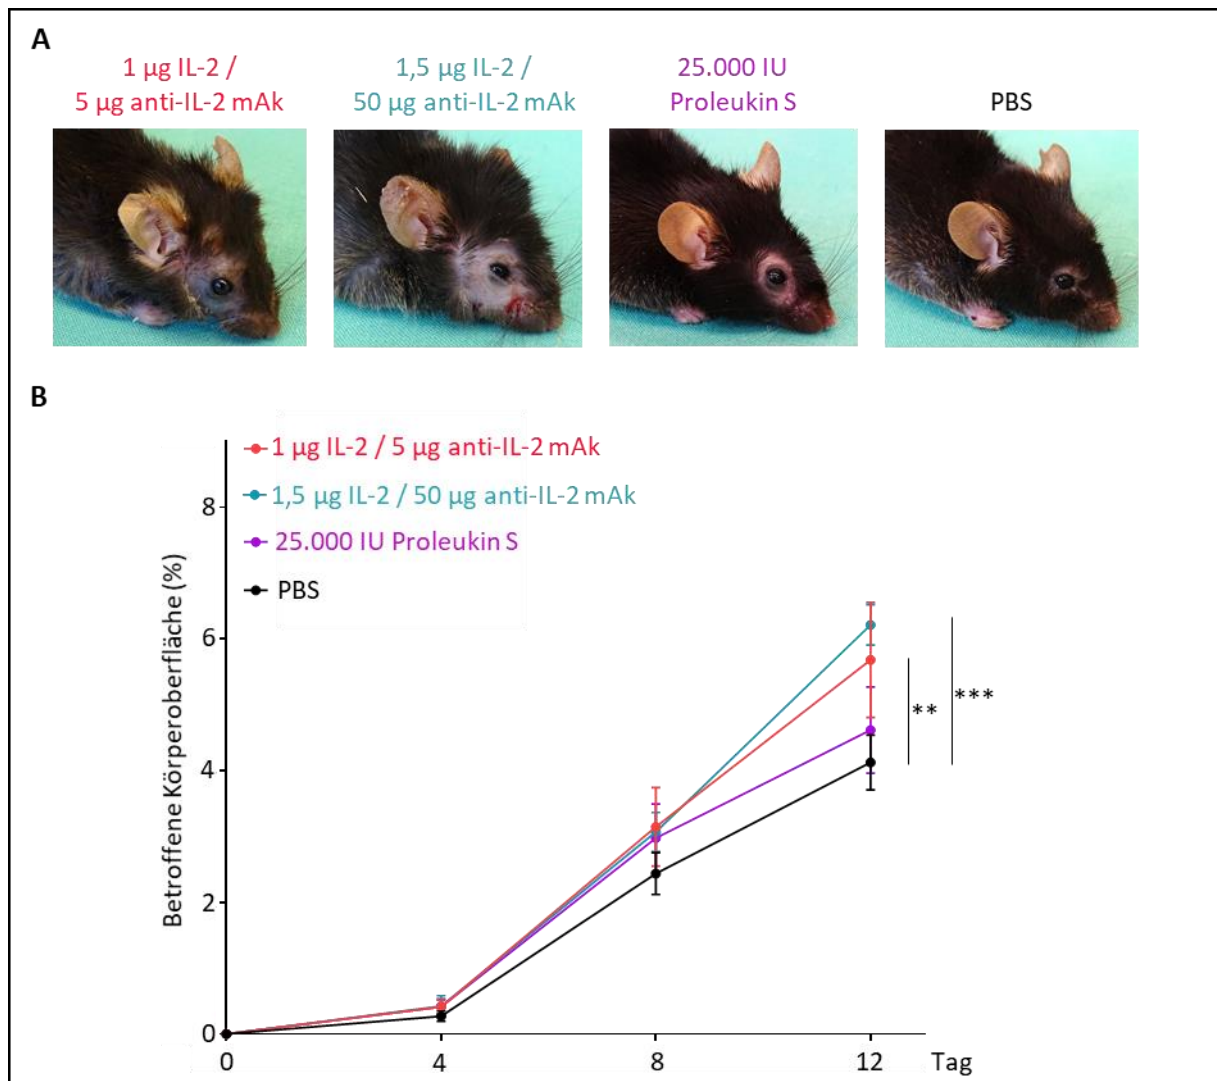 A
1 µg IL-2 /
5 µg anti-IL-2 mAk
1,5 µg IL-2 /
50 µg anti-IL-2 mAk
25.000 IU
Proleukin S
PBS
B
1 µg IL-2 / 5 µg anti-IL-2 mAk
1,5 µg IL-2 / 50 µg anti-IL-2 mAk
25.000 IU Proleukin S
PBS
Betroffene Körperoberfläche (%)
8
6
4
2
0
**
***
0 4 8 12 Tag